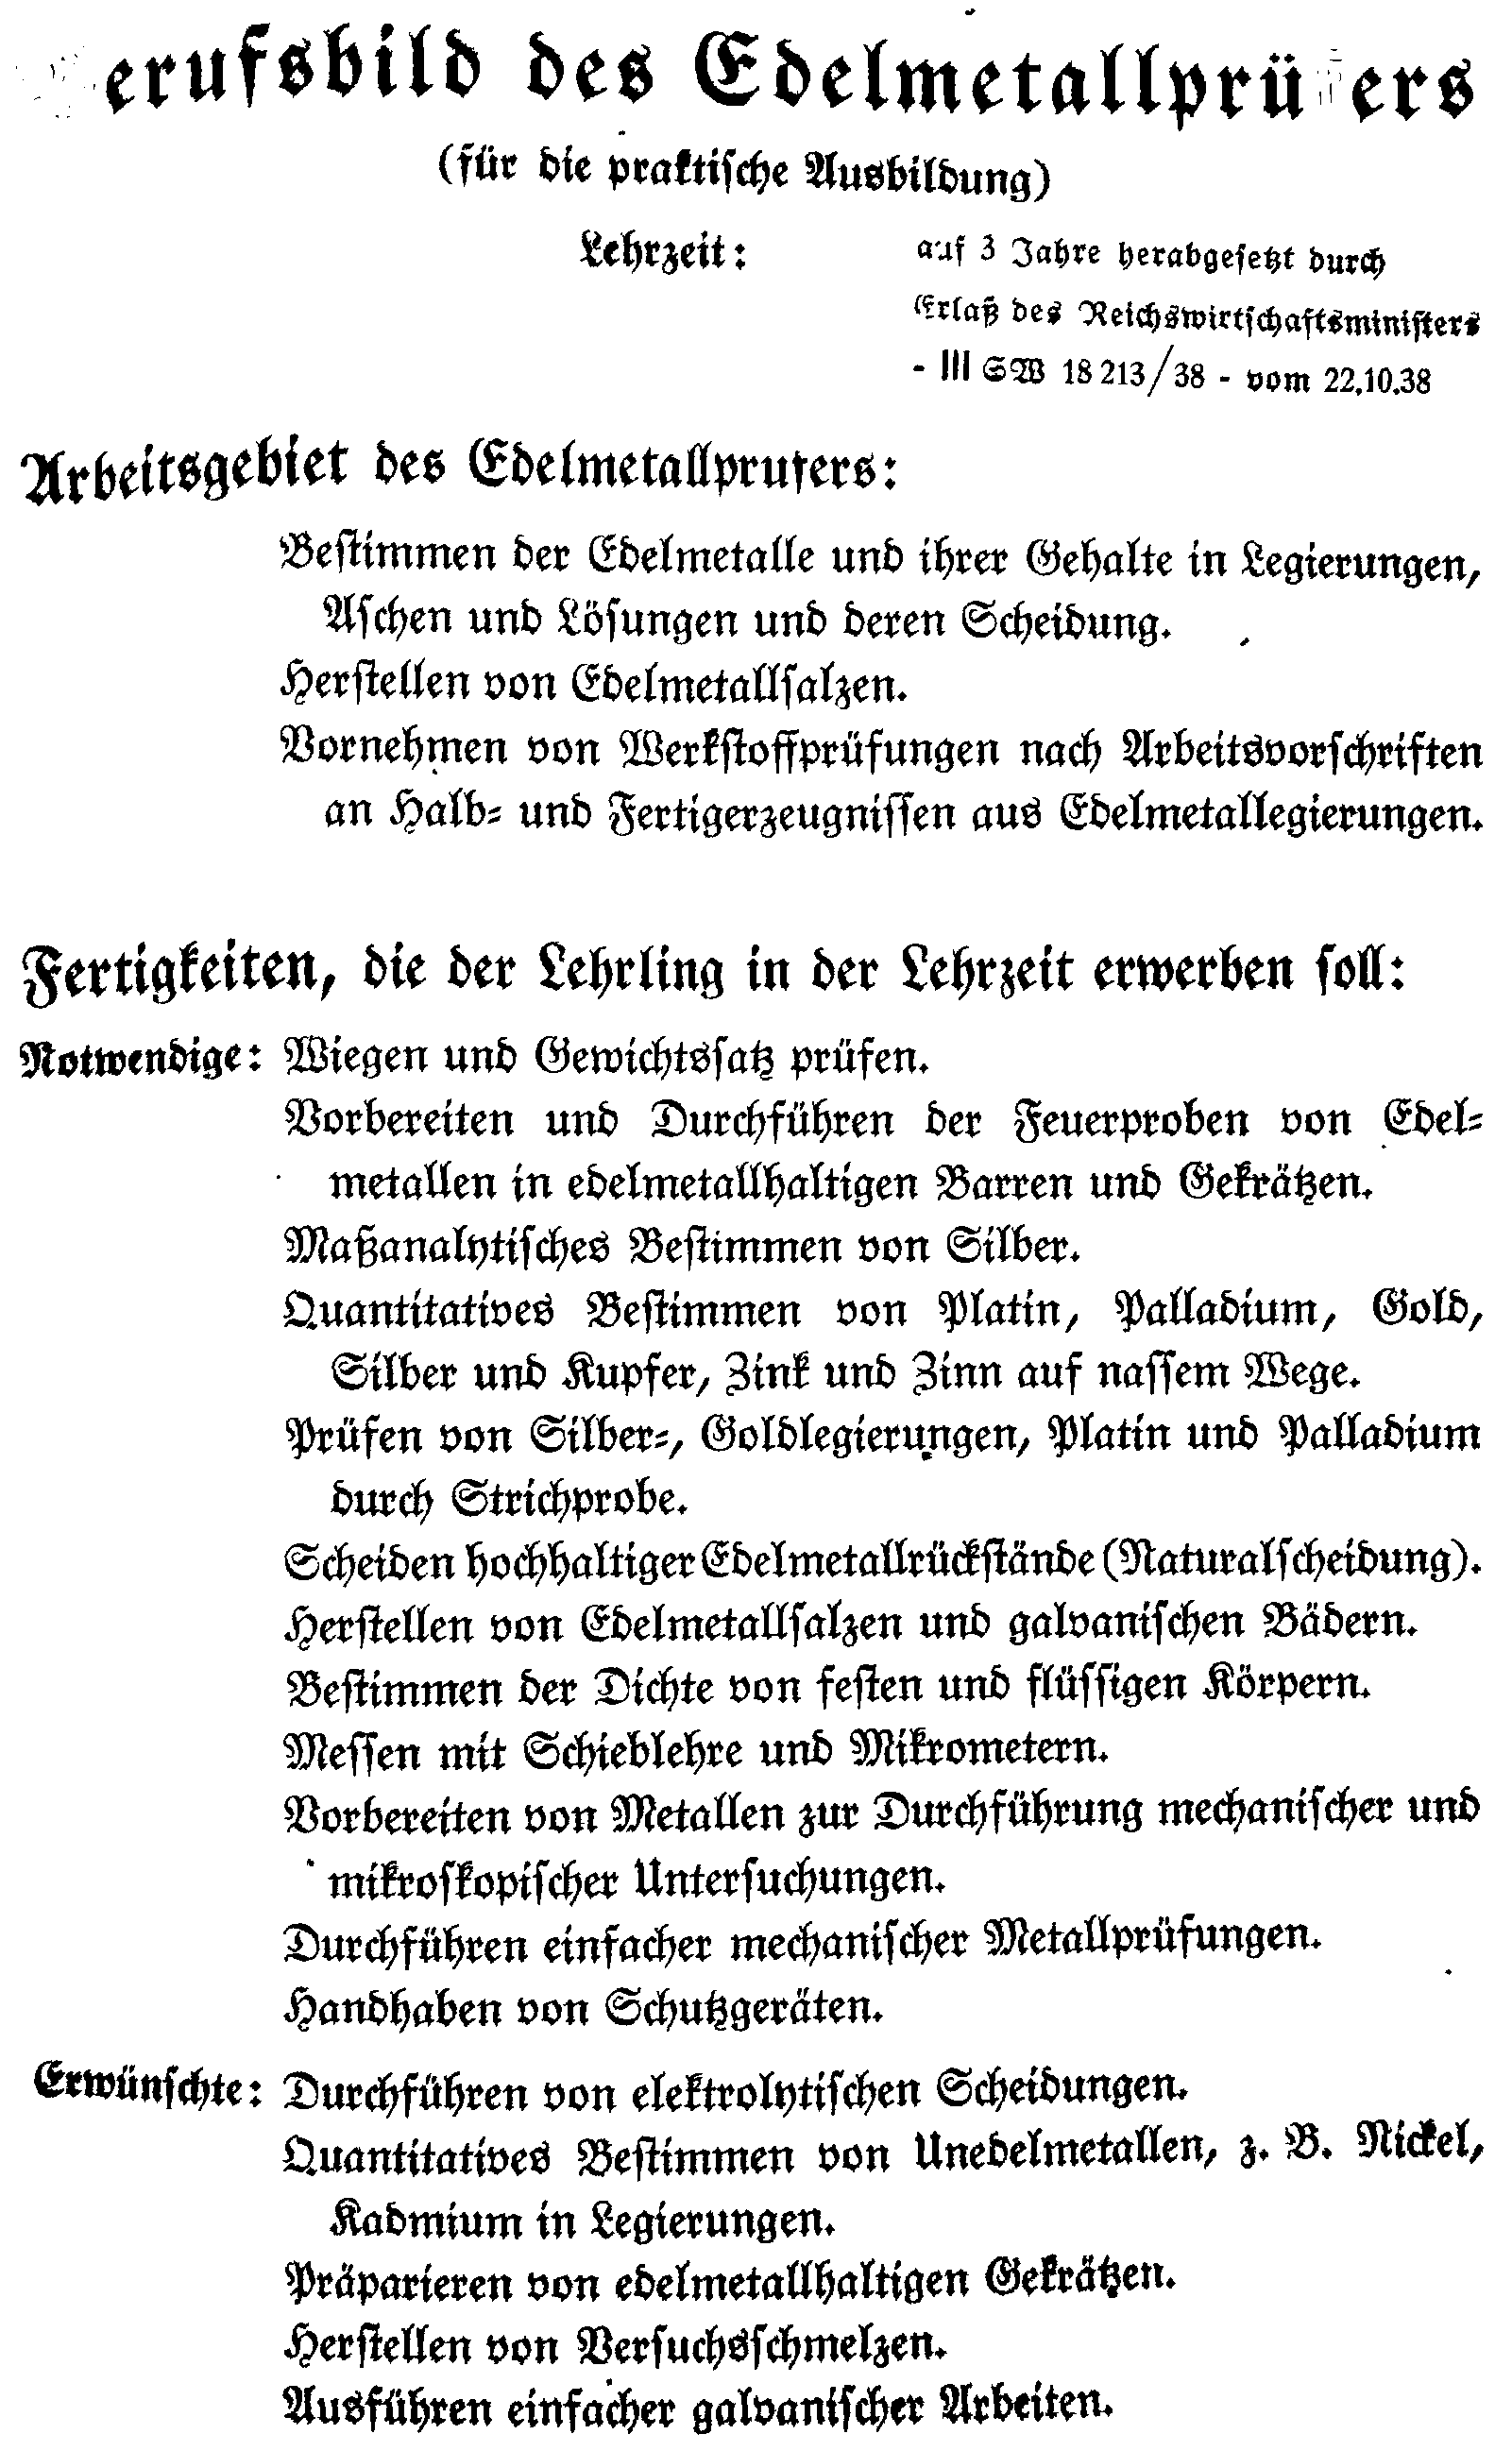 Berufsbild des Edelmetallprüfers
(für die praktische Ausbildung)
Lehrzeit: auf 3 Jahre herabgesetzt durch
Erlaß des Reichswirtschaftsministers
- III SW 18 213/38 - vom 22.10.38
Arbeitsgebiet des Edelmetallprüfers:
Bestimmen der Edelmetalle und ihrer Gehalte in Legierungen,
Aschen und Lösungen und deren Scheidung.
Herstellen von Edelmetallsalzen.
Vornehmen von Werkstoffprüfungen nach Arbeitsvorschriften
an Halb- und Fertigerzeugnissen aus Edelmetallegierungen.
Fertigkeiten, die der Lehrling in der Lehrzeit erwerben soll:
Notwendige: Wiegen und Gewichtssatz prüfen.
Vorbereiten und Durchführen der Feuerproben von Edel-
metallen in edelmetallhaltigen Barren und Gekrätzen.
Maßanalytisches Bestimmen von Silber.
Quantitatives Bestimmen von Platin, Palladium, Gold,
Silber und Kupfer, Zink und Zinn auf nassem Wege.
Prüfen von Silber-, Goldlegierungen, Platin und Palladium
durch Strichprobe.
Scheiden hochhaltiger Edelmetallrückstände (Naturalscheidung).
Herstellen von Edelmetallsalzen und galvanischen Bädern.
Bestimmen der Dichte von festen und flüssigen Körpern.
Messen mit Schieblehre und Mikrometern.
Vorbereiten von Metallen zur Durchführung mechanischer und
mikroskopischer Untersuchungen.
Durchführen einfacher mechanischer Metallprüfungen.
Handhaben von Schutzgeräten.
Erwünschte: Durchführen von elektrolytischen Scheidungen.
Quantitatives Bestimmen von Unedelmetallen, z. B. Nickel,
Kadmium in Legierungen.
Präparieren von edelmetallhaltigen Gekrätzen.
Herstellen von Versuchsschmelzen.
Ausführen einfacher galvanischer Arbeiten.